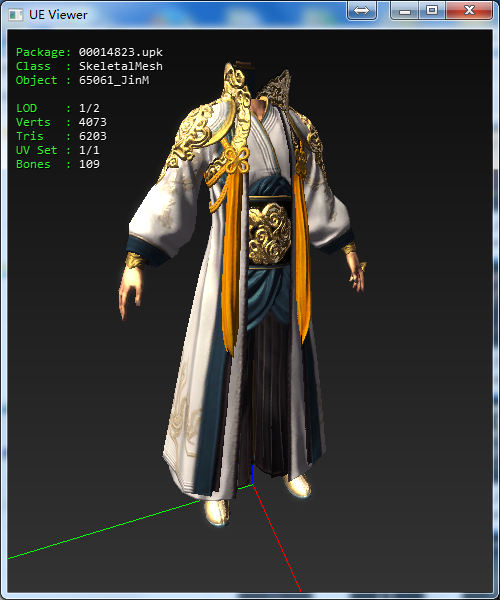 UE Viewer
Package: 00014823.upk
Class : SkeletalMesh
Object : 65061_JinM
LOD : 1/2
Verts : 4073
Tris : 6203
UV Set : 1/1
Bones : 109